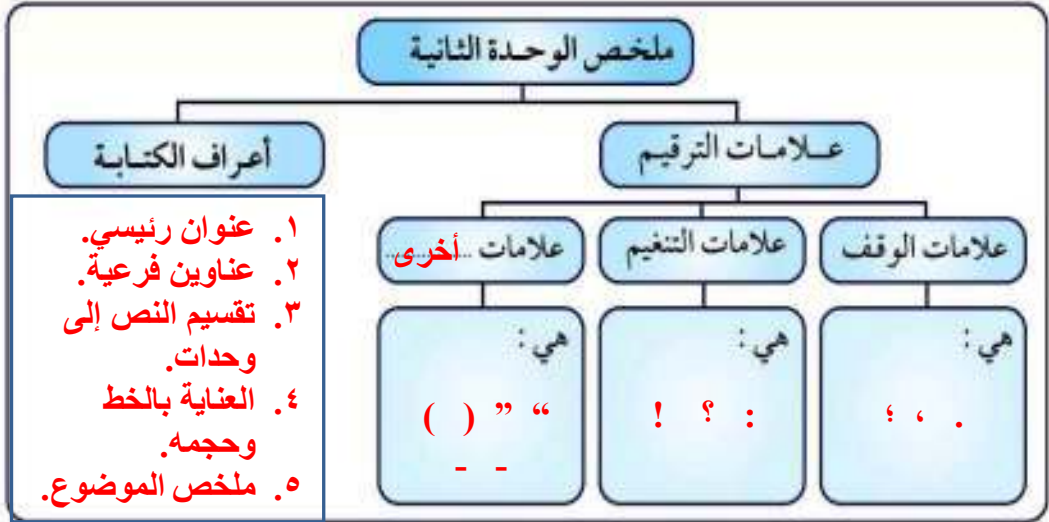 ملخص الوحدة الثانية
علامات الترقيم
أعراف الكتابة
علامات الوقف
علامات التنغيم
علامات ...أخرى...
هي :
. ، ؛
هي :
: ؟ !
هي :
“ ” ( )
- -
١. عنوان رئيسي.
٢. عناوين فرعية.
٣. تقسيم النص إلى
وحدات.
٤. العناية بالخط
وحجمه.
٥. ملخص الموضوع.